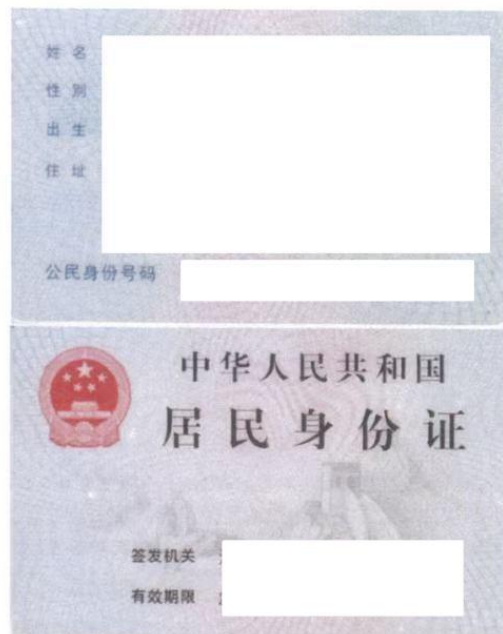 姓名
性别
出生
住址
公民身份号码
中华人民共和国
居民身份证
签发机关
有效期限